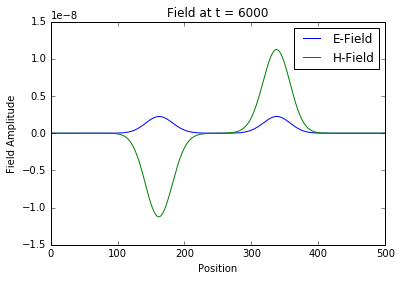 Field at t = 6000
1e−8
E-Field
H-Field
1.5
1.0
0.5
0.0
−0.5
−1.0
−1.5
Field Amplitude
0 100 200 300 400 500
Position